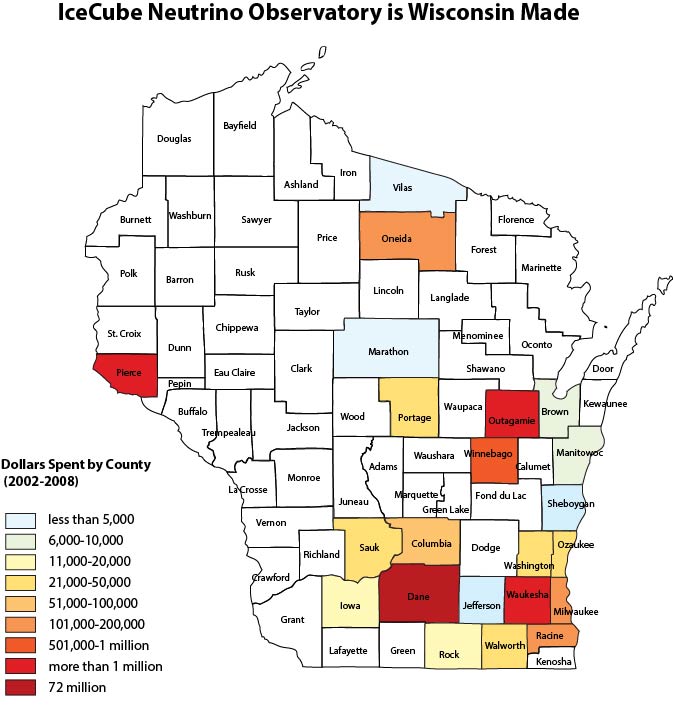 IceCube Neutrino Observatory is Wisconsin Made
Douglas
Bayfield
Ashland
Iron
Vilas
Burnett
Washburn
Sawyer
Price
Oneida
Forest
Florence
Marinette
Polk
Barron
Rusk
Lincoln
Langlade
Taylor
St. Croix
Dunn
Chippewa
Clark
Marathon
Menominee
Oconto
Shawano
Door
Pierce
Pepin
Eau Claire
Buffalo
Trempealeau
Jackson
Wood
Portage
Waupaca
Outagamie
Brown
Kewaunee
Dollars Spent by County
(2002-2008)
less than 5,000
6,000-10,000
11,000-20,000
21,000-50,000
51,000-100,000
101,000-200,000
501,000-1 million
more than 1 million
72 million
La Crosse
Monroe
Juneau
Adams
Waushara
Winnebago
Calumet
Manitowoc
Marquette
Green Lake
Fond du Lac
Sheboygan
Vernon
Richland
Sauk
Columbia
Dodge
Washington
Ozaukee
Crawford
Grant
Iowa
Dane
Jefferson
Waukesha
Milwaukee
Lafayette
Green
Rock
Walworth
Racine
Kenosha